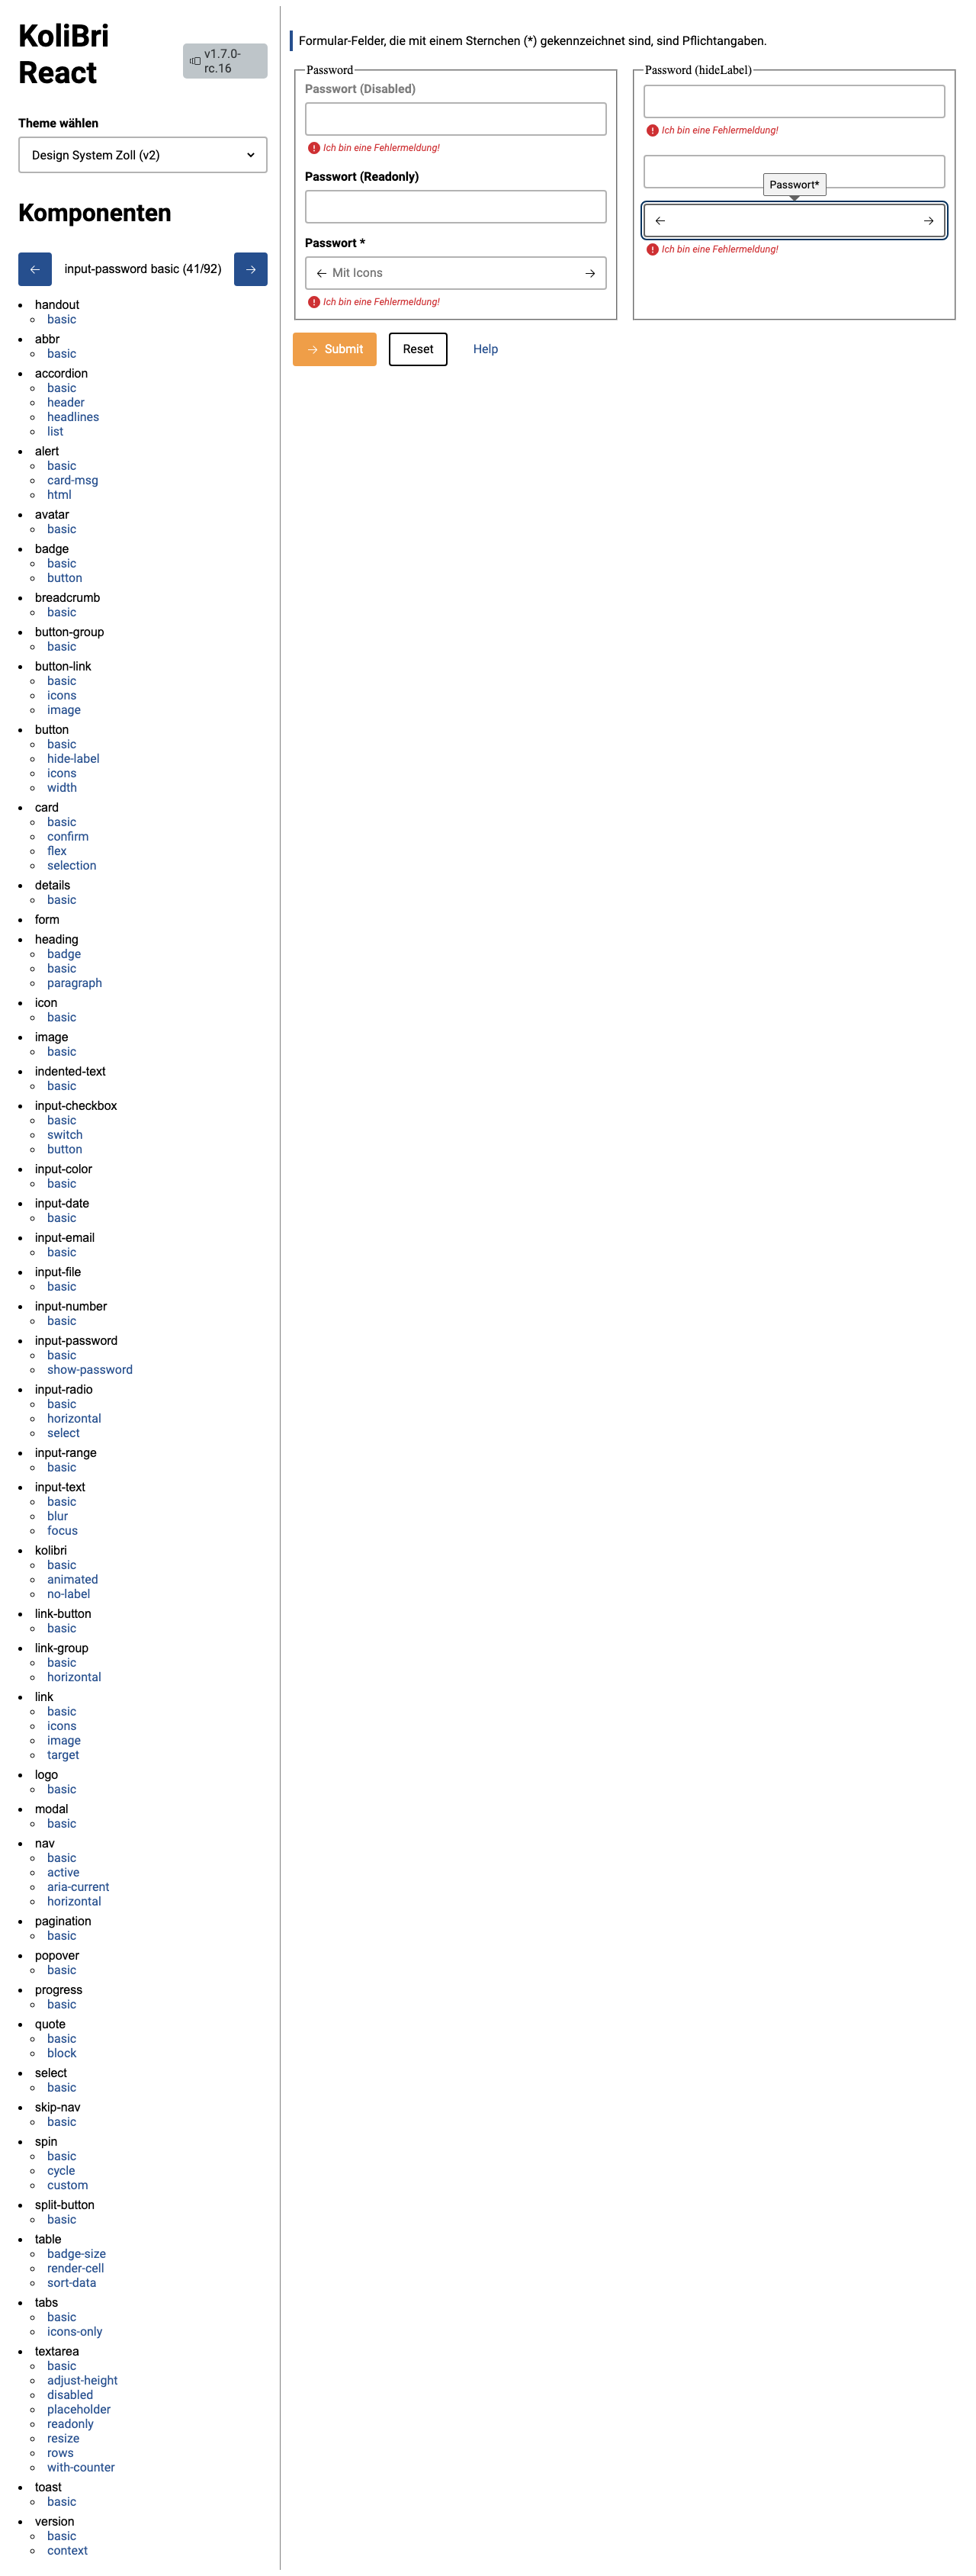 KoliBri
React
v1.7.0-
rc.16
Theme wählen
Design System Zoll (v2)
Komponenten
input-password basic (41/92)
handout
basic
abbr
basic
accordion
basic
header
headlines
list
alert
basic
card-msg
html
avatar
basic
badge
basic
button
breadcrumb
basic
button-group
basic
button-link
basic
icons
image
button
basic
hide-label
icons
width
card
basic
confirm
flex
selection
details
basic
form
heading
badge
basic
paragraph
icon
basic
image
basic
indented-text
basic
input-checkbox
basic
switch
button
input-color
basic
input-date
basic
input-email
basic
input-file
basic
input-number
basic
input-password
basic
show-password
input-radio
basic
horizontal
select
input-range
basic
input-text
basic
blur
focus
kolibri
basic
animated
no-label
link-button
basic
link-group
basic
horizontal
link
basic
icons
image
target
logo
basic
modal
basic
nav
basic
active
aria-current
horizontal
pagination
basic
popover
basic
progress
basic
quote
basic
block
select
basic
skip-nav
basic
spin
basic
cycle
custom
split-button
basic
table
badge-size
render-cell
sort-data
tabs
basic
icons-only
textarea
basic
adjust-height
disabled
placeholder
readonly
resize
rows
with-counter
toast
basic
version
basic
context
Formular-Felder, die mit einem Sternchen (*) gekennzeichnet sind, sind Pflichtangaben.
Password
Passwort (Disabled)
Ich bin eine Fehlermeldung!
Passwort (Readonly)
Passwort *
Mit Icons
Ich bin eine Fehlermeldung!
Password (hideLabel)
Ich bin eine Fehlermeldung!
Passwort*
Ich bin eine Fehlermeldung!
Submit
Reset
Help